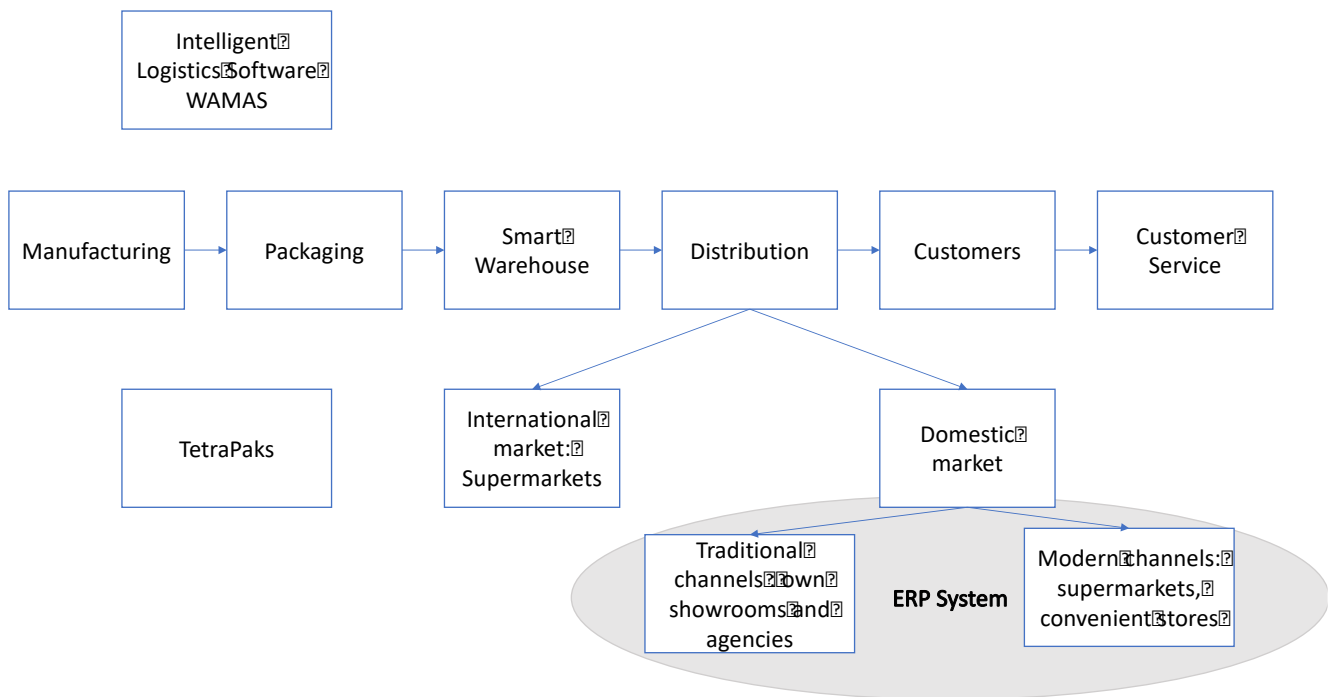 Intelligent
Logistics Software
WAMAS
Manufacturing
Packaging
Smart
Warehouse
Distribution
Customers
Customer
Service
TetraPaks
International
market:
Supermarkets
Domestic
market
Traditional
channels own
showrooms and
agencies
ERP System
Modern channels:
supermarkets,
convenient stores